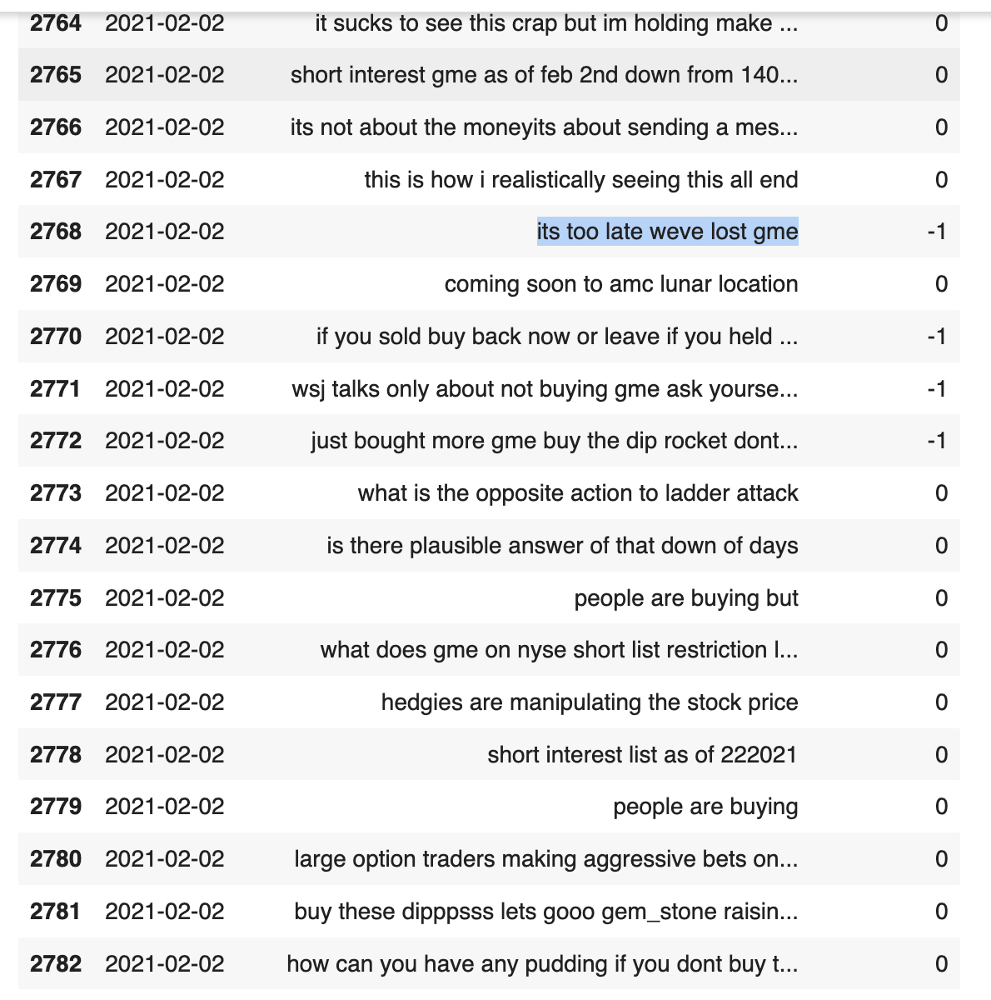 2764 2021-02-02 it sucks to see this crap but im holding make ... 0
2765 2021-02-02 short interest gme as of feb 2nd down from 140... 0
2766 2021-02-02 its not about the moneyits about sending a mes... 0
2767 2021-02-02 this is how i realistically seeing this all end 0
2768 2021-02-02 its too late weve lost gme -1
2769 2021-02-02 coming soon to amc lunar location 0
2770 2021-02-02 if you sold buy back now or leave if you held ... -1
2771 2021-02-02 wsj talks only about not buying gme ask yourse... -1
2772 2021-02-02 just bought more gme buy the dip rocket dont... -1
2773 2021-02-02 what is the opposite action to ladder attack 0
2774 2021-02-02 is there plausible answer of that down of days 0
2775 2021-02-02 people are buying but 0
2776 2021-02-02 what does gme on nyse short list restriction l... 0
2777 2021-02-02 hedgies are manipulating the stock price 0
2778 2021-02-02 short interest list as of 222021 0
2779 2021-02-02 people are buying 0
2780 2021-02-02 large option traders making aggressive bets on... 0
2781 2021-02-02 buy these dipppsss lets gooo gem_stone raisin... 0
2782 2021-02-02 how can you have any pudding if you dont buy t... 0